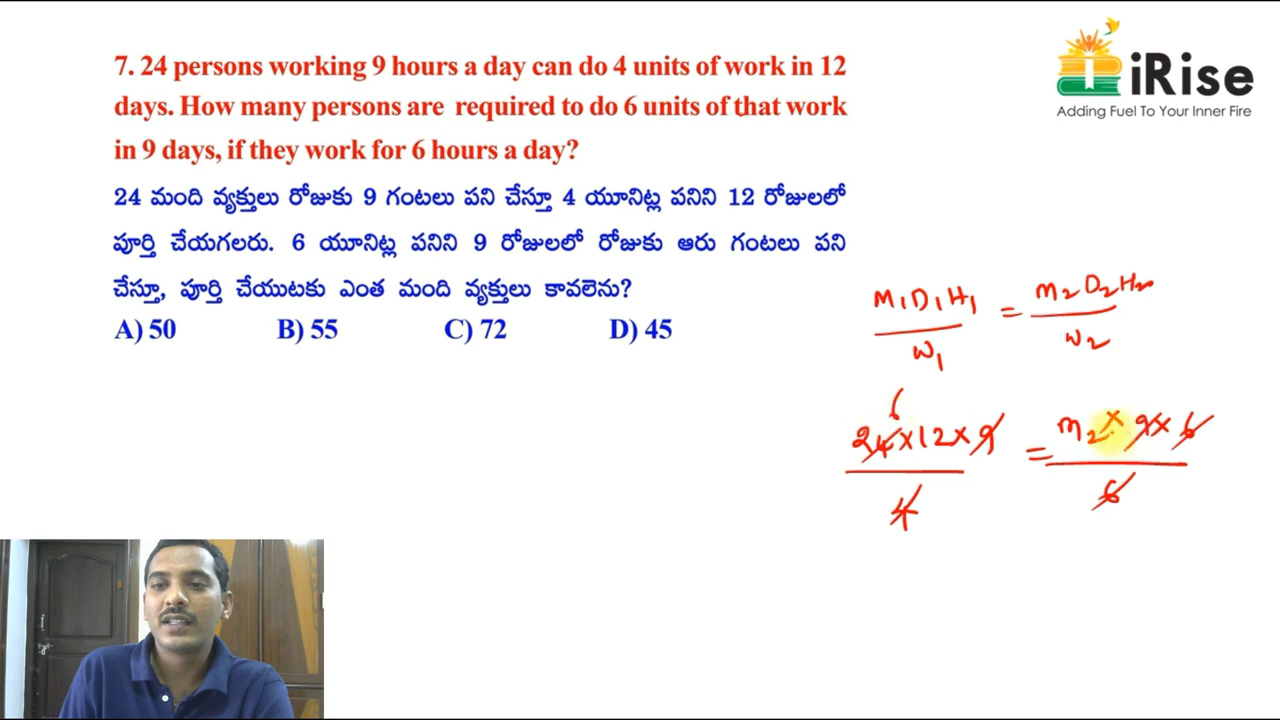 7. 24 persons working 9 hours a day can do 4 units of work in 12
days. How many persons are required to do 6 units of that work
in 9 days, if they work for 6 hours a day?
24 మంది వ్యక్తులు రోజుకు 9 గంటలు పని చేస్తూ 4 యూనిట్ల పనిని 12 రోజులలో
పూర్తి చేయగలరు. 6 యూనిట్ల పనిని 9 రోజులలో రోజుకు ఆరు గంటలు పని
చేస్తూ, పూర్తి చేయుటకు ఎంత మంది వ్యక్తులు కావలెను?
A) 50 B) 55 C) 72 D) 45
iRise
Adding Fuel To Your Inner Fire
M1D1H1 = M2D2H2
W1 W2
6
24×12×9 = M2×9×6
4 6